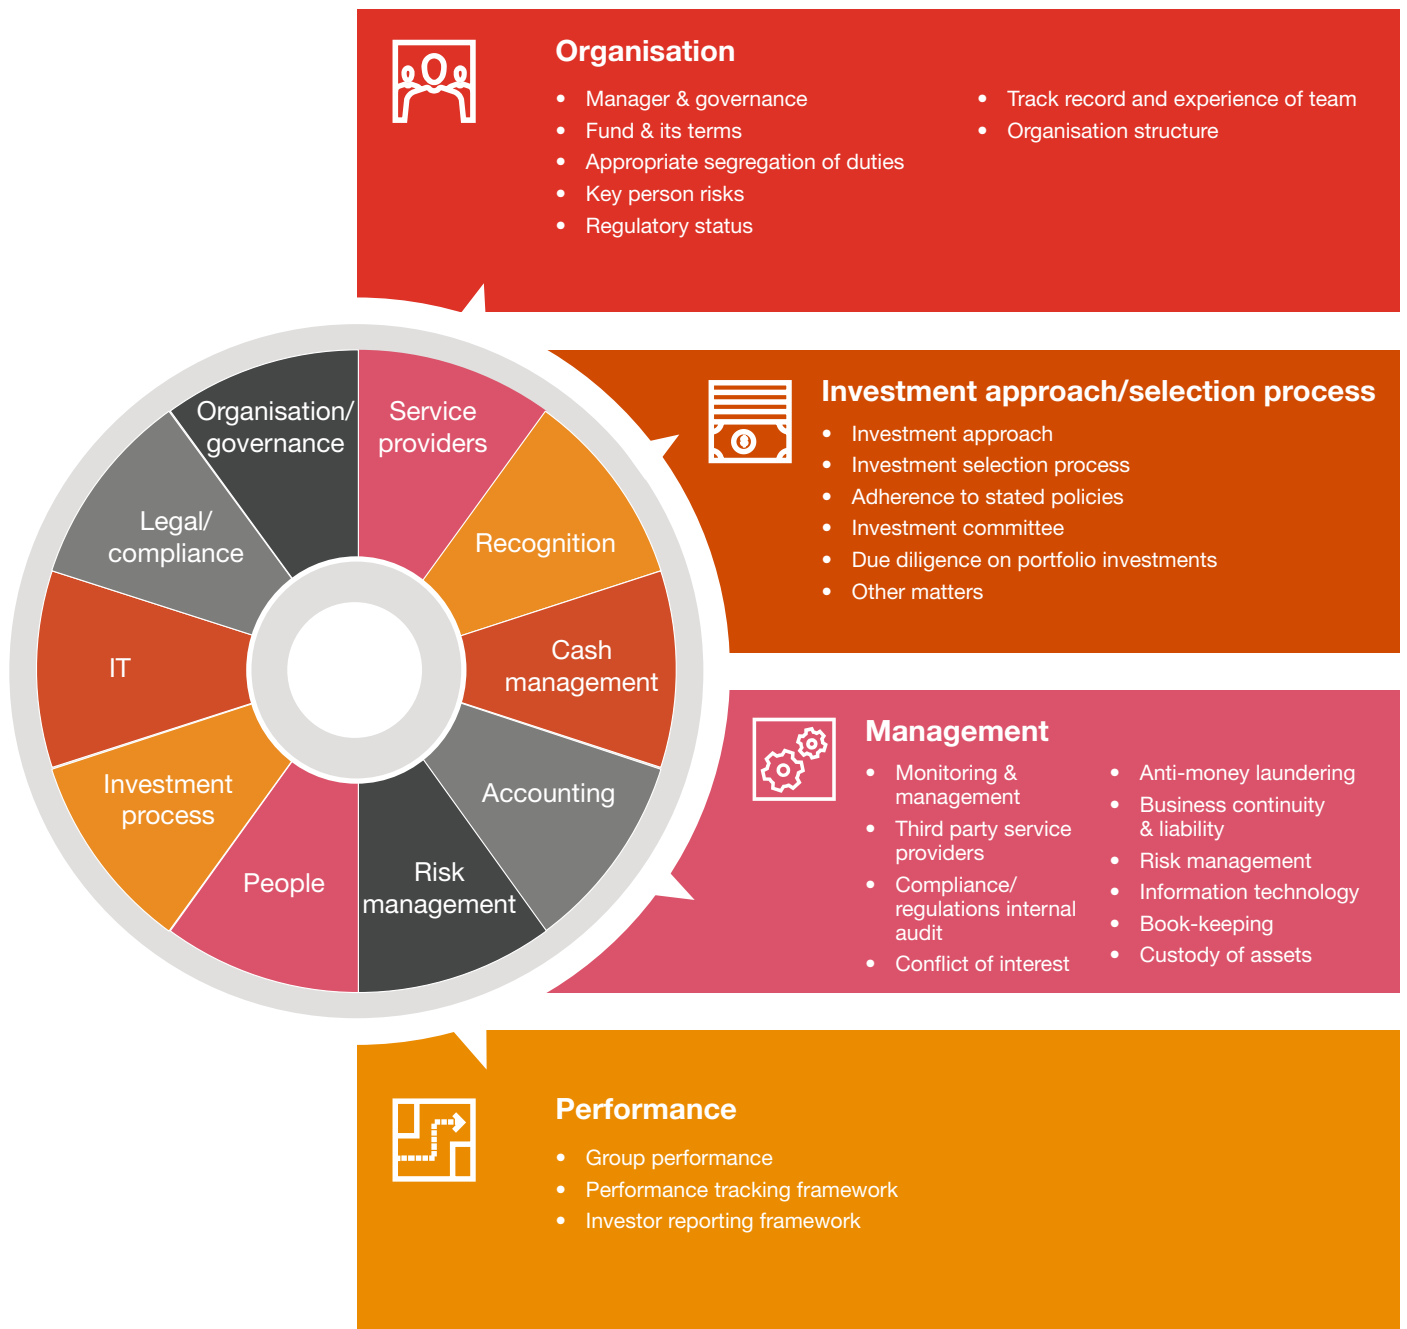 Organisation
• Manager & governance
• Fund & its terms
• Appropriate segregation of duties
• Key person risks
• Regulatory status
• Track record and experience of team
• Organisation structure
Investment approach/selection process
• Investment approach
• Investment selection process
• Adherence to stated policies
• Investment committee
• Due diligence on portfolio investments
• Other matters
Management
• Monitoring &
management
• Third party service
providers
• Compliance/
regulations internal
audit
• Conflict of interest
• Anti-money laundering
• Business continuity
& liability
• Risk management
• Information technology
• Book-keeping
• Custody of assets
Performance
• Group performance
• Performance tracking framework
• Investor reporting framework
Organisation/
governance
Service
providers
Recognition
Cash
management
Accounting
Risk
management
People
Investment
process
IT
Legal/
compliance